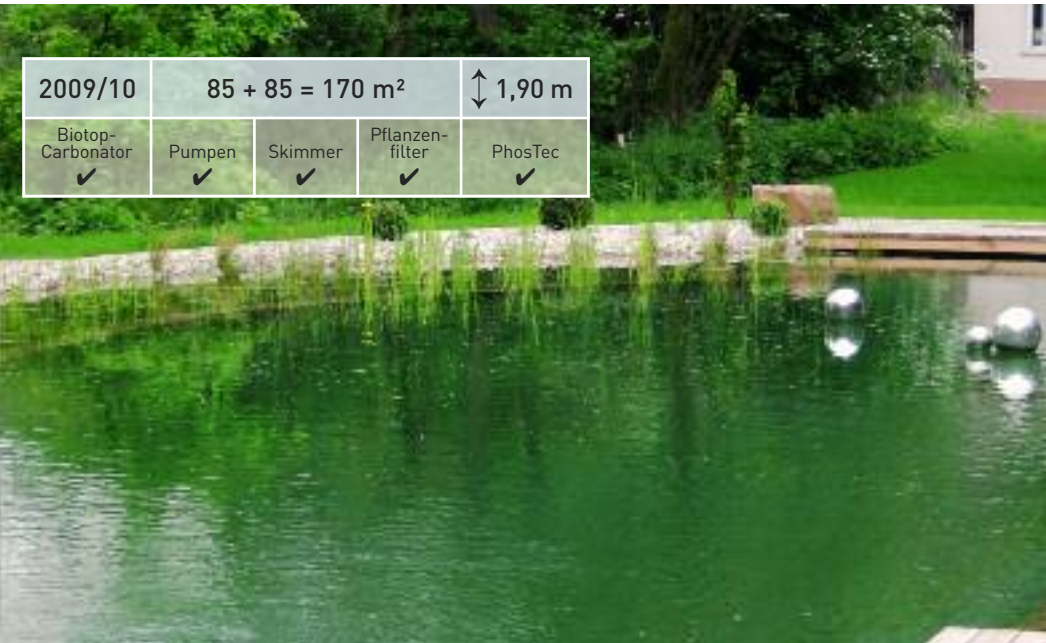 2009/10 85 + 85 = 170 m² ↕ 1,90 m
Biotop-
Carbonator ✔
Pumpen ✔
Skimmer ✔
Pflanzen-
filter ✔
PhosTec ✔